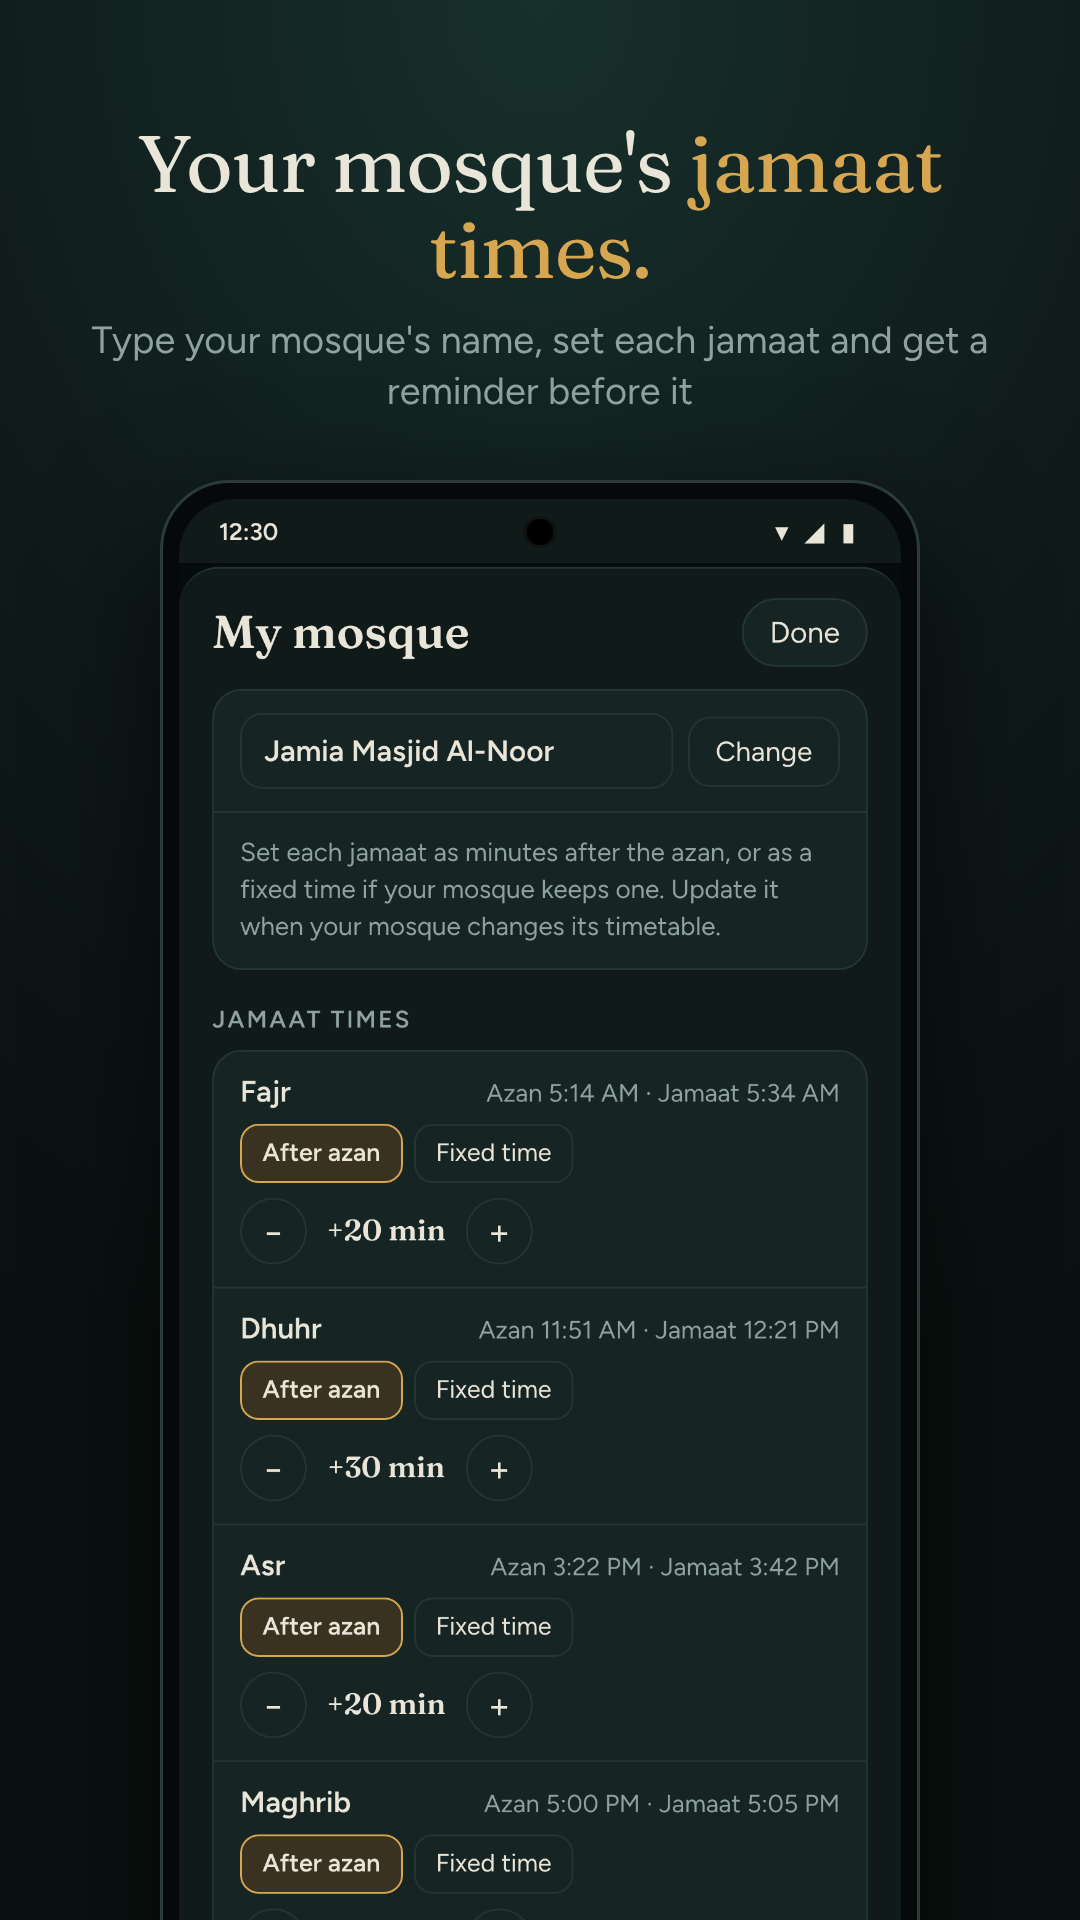 Your mosque's jamaat
times.
Type your mosque's name, set each jamaat and get a
reminder before it
12:30
My mosque
Done
Jamia Masjid Al-Noor
Change
Set each jamaat as minutes after the azan, or as a
fixed time if your mosque keeps one. Update it
when your mosque changes its timetable.
JAMAAT TIMES
Fajr
Azan 5:14 AM · Jamaat 5:34 AM
After azan
Fixed time
– +20 min +
Dhuhr
Azan 11:51 AM · Jamaat 12:21 PM
After azan
Fixed time
– +30 min +
Asr
Azan 3:22 PM · Jamaat 3:42 PM
After azan
Fixed time
– +20 min +
Maghrib
Azan 5:00 PM · Jamaat 5:05 PM
After azan
Fixed time